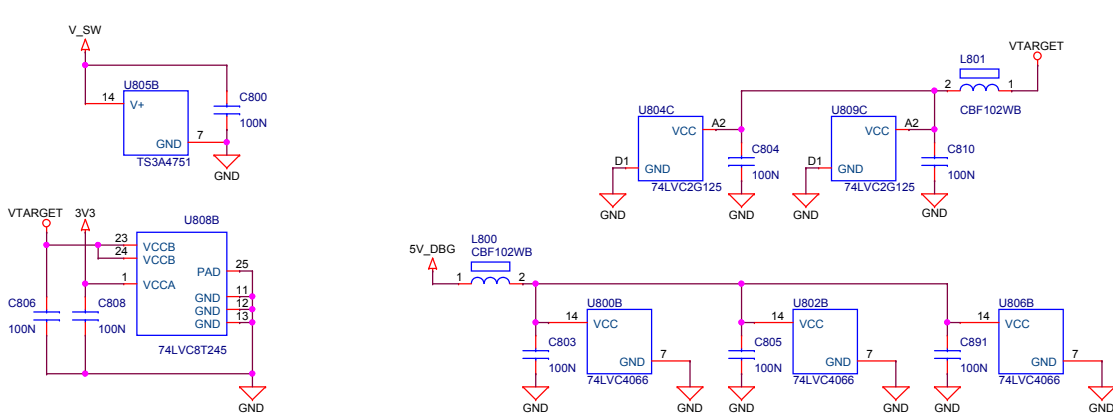 V_SW
U805B
14
V+
C800
100N
GND
7
TS3A4751
GND
VTARGET
3V3
U808B
23
VCCB
24
VCCB
1
VCCA
PAD
25
GND
11
GND
12
GND
13
C806
100N
C808
100N
74LVC8T245
GND
VTARGET
L801
2
1
CBF102WB
U804C
VCC
A2
D1
GND
C804
100N
74LVC2G125
GND
GND
U809C
VCC
A2
D1
GND
C810
100N
74LVC2G125
GND
GND
5V_DBG
L800
CBF102WB
1
2
U800B
14
VCC
C803
100N
GND
7
74LVC4066
GND
GND
U802B
14
VCC
C805
100N
GND
7
74LVC4066
GND
GND
U806B
14
VCC
C891
100N
GND
7
74LVC4066
GND
GND